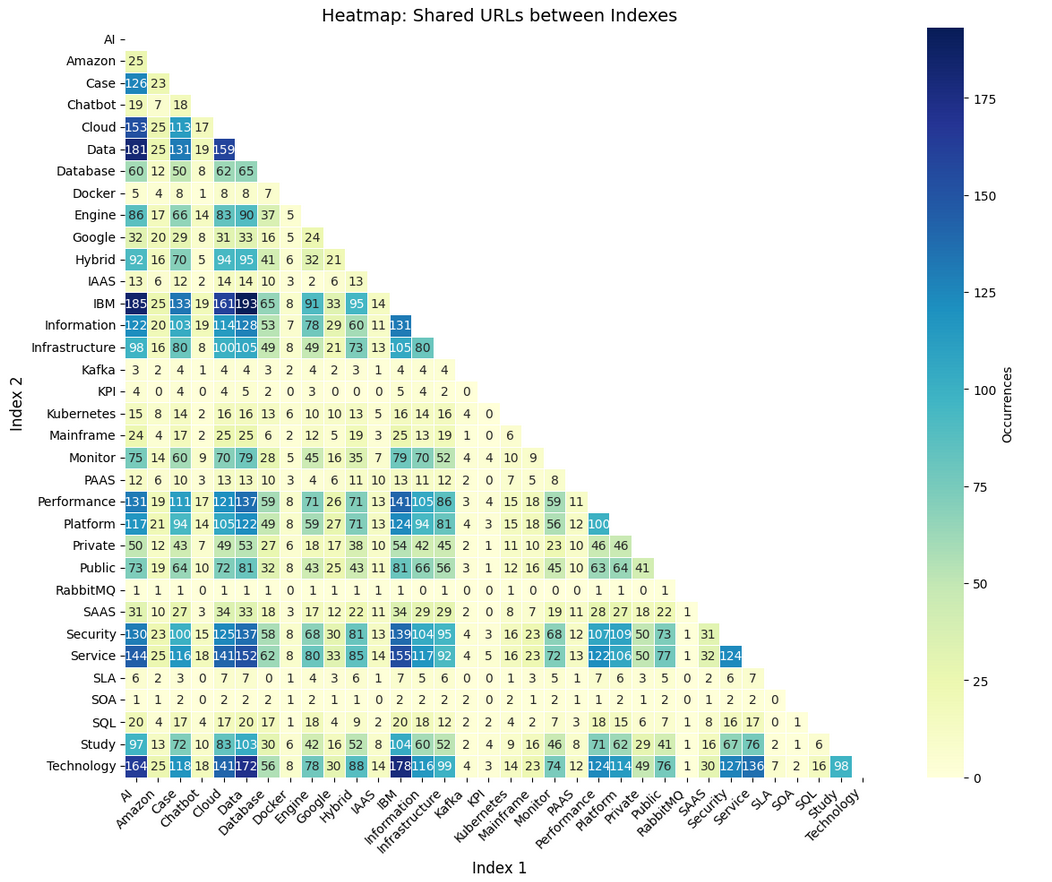 Heatmap: Shared URLs between Indexes
AI
Amazon 25
Case 126 23
Chatbot 19 7 18
Cloud 153 25 113 17
Data 181 25 131 19 159
Database 60 12 50 8 62 65
Docker 5 4 8 1 8 8 7
Engine 86 17 66 14 83 90 37 5
Google 32 20 29 8 31 33 16 5 24
Hybrid 92 16 70 5 94 95 41 6 32 21
IAAS 13 6 12 2 14 14 10 3 2 6 13
IBM 185 25 133 19 161 193 65 8 91 33 95 14
Information 122 20 103 19 114 128 53 7 78 29 60 11 131
Infrastructure 98 16 80 8 100 105 49 8 49 21 73 13 105 80
Kafka 3 2 4 1 4 4 3 2 4 2 3 1 4 4 4
KPI 4 0 4 0 4 5 2 0 3 0 0 0 5 4 2 0
Kubernetes 15 8 14 2 16 16 13 6 10 10 13 5 16 14 16 4 0
Mainframe 24 4 17 2 25 25 6 2 12 5 19 3 25 13 19 1 0 6
Monitor 75 14 60 9 70 79 28 5 45 16 35 7 79 70 52 4 4 10 9
PAAS 12 6 10 3 13 13 10 3 4 6 11 10 13 11 12 2 0 7 5 8
Performance 131 19 111 17 121 137 59 8 71 26 71 13 141 105 86 3 4 15 18 59 11
Platform 117 21 94 14 105 122 49 8 59 27 71 13 124 94 81 4 3 15 18 56 12 100
Private 50 12 43 7 49 53 27 6 18 17 38 10 54 42 45 2 1 11 10 23 10 46 46
Public 73 19 64 10 72 81 32 8 43 25 43 11 81 66 56 3 1 12 16 45 10 63 64 41
RabbitMQ 1 1 1 0 1 1 1 0 1 1 1 0 1 1 1 1 0 1 0 1 0 0 1 0 1
SAAS 31 10 27 3 34 33 18 3 17 12 22 11 34 29 29 2 0 8 7 19 11 28 27 18 22 1
Security 130 23 100 15 125 137 58 8 68 30 81 13 139 104 95 4 3 16 23 68 12 107 109 50 73 1 31
Service 144 25 116 18 141 152 62 8 80 33 85 14 155 117 92 4 5 16 23 72 13 122 106 50 77 1 32 124
SLA 6 2 3 0 7 7 0 1 4 3 6 1 7 5 6 0 0 1 3 5 1 7 6 3 5 0 2 6 7
SOA 1 1 2 0 2 2 2 1 2 1 1 0 2 2 2 2 0 2 1 2 1 1 2 1 2 0 1 2 2 0
SQL 20 4 17 4 17 20 17 1 18 4 9 2 20 18 12 2 2 4 2 7 3 18 15 6 7 1 8 16 17 0 1
Study 97 13 72 10 83 103 30 6 42 16 52 8 104 60 52 2 4 9 16 46 8 71 62 29 41 1 16 67 76 2 1 6
Technology 164 25 118 18 141 172 56 8 78 30 88 14 178 116 99 4 3 14 23 74 12 124 114 49 76 1 30 127 136 7 2 16 98
AI Amazon Case Chatbot Cloud Data Database Docker Engine Google Hybrid IAAS IBM Information Infrastructure Kafka KPI Kubernetes Mainframe Monitor PAAS Performance Platform Private Public RabbitMQ SAAS Security Service SLA SOA SQL Study Technology
Index 1
Index 2
175
150
125
100
75
50
25
0
Occurrences